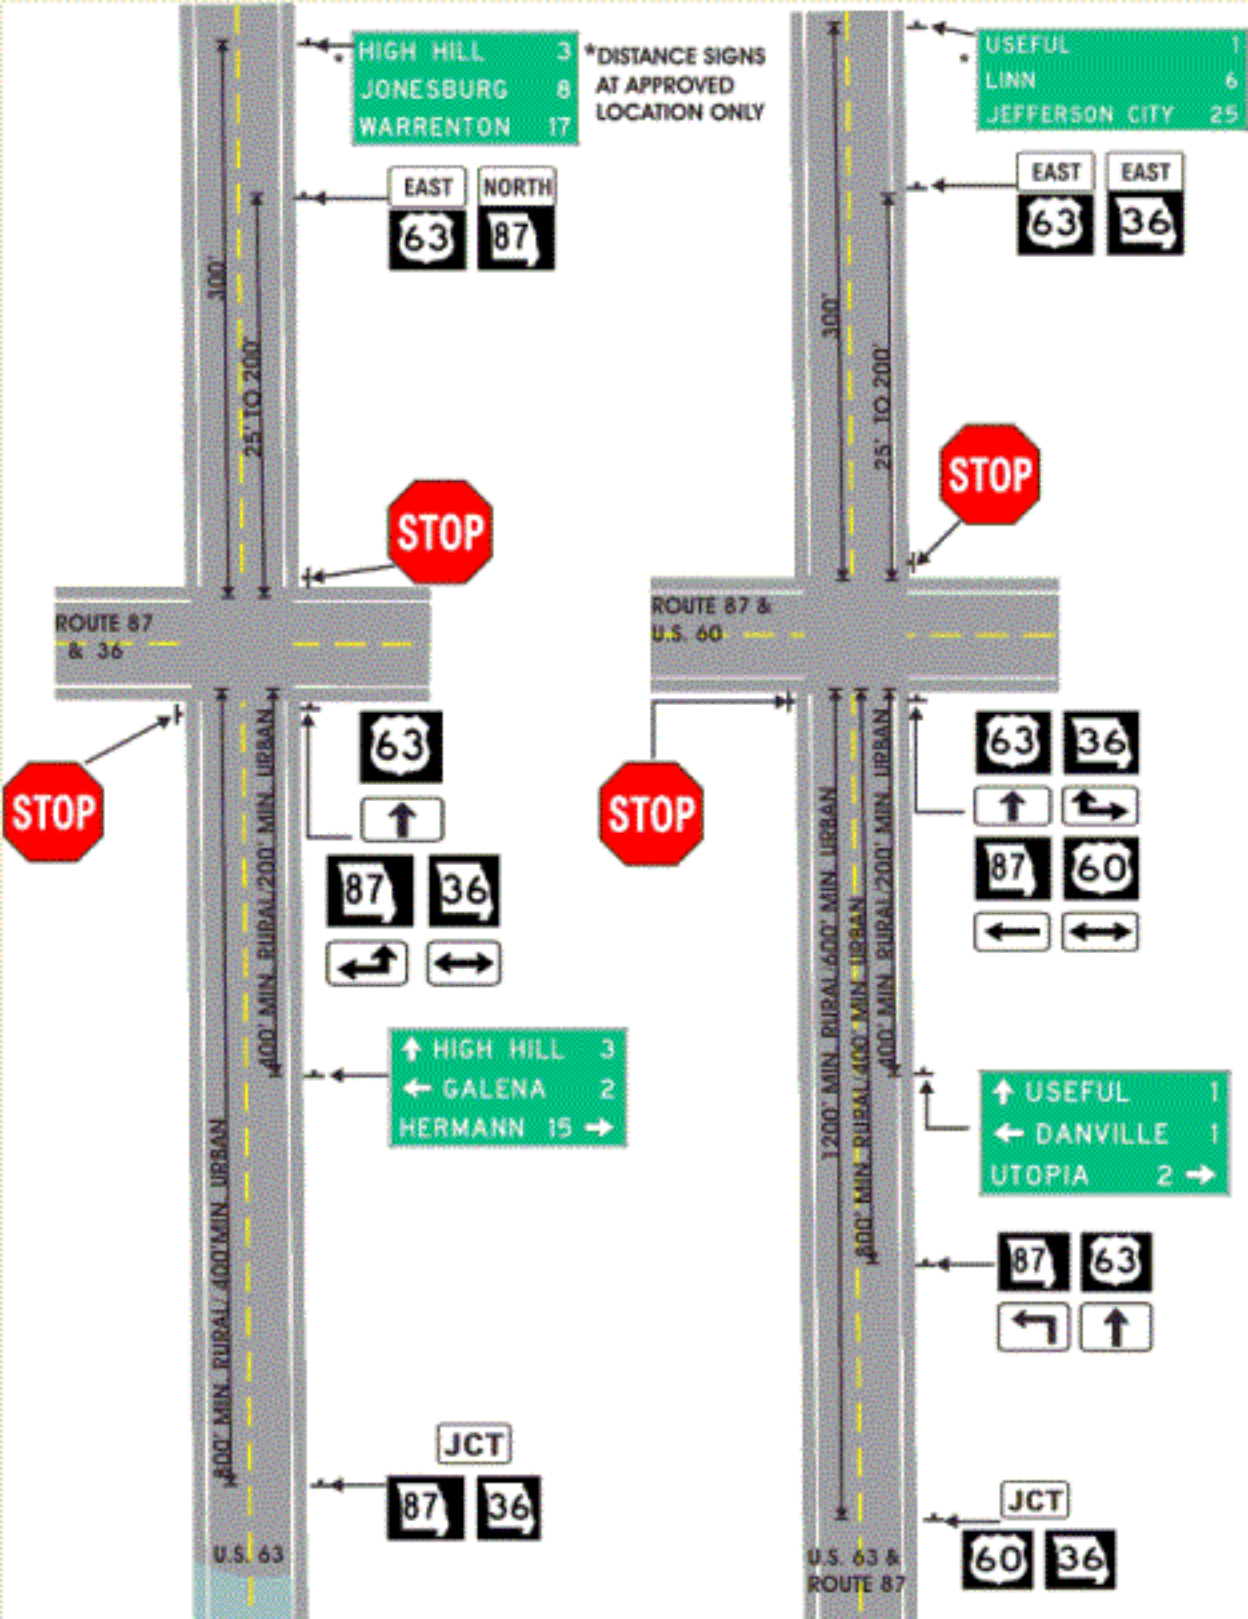 HIGH HILL 3
JONESBURG 8
WARRENTON 17
*
*DISTANCE SIGNS
AT APPROVED
LOCATION ONLY
EAST NORTH
63 87
300'
25' TO 200'
STOP
ROUTE 87
& 36
STOP
63
87 36
400' MIN. RURAL/200' MIN. URBAN
HIGH HILL 3
GALENA 2
HERMANN 15
800' MIN. RURAL/ 400'MIN. URBAN
JCT
87 36
U.S. 63
USEFUL 1
LINN 6
JEFFERSON CITY 25
*
EAST EAST
63 36
300'
25' TO 200'
STOP
ROUTE 87 &
U.S. 60
STOP
63 36
87 60
1200' MIN. RURAL/600' MIN. URBAN
800' MIN. RURAL/400' MIN. URBAN
400' MIN. RURAL/200' MIN. URBAN
USEFUL 1
DANVILLE 1
UTOPIA 2
87 63
JCT
60 36
U.S. 63 &
ROUTE 87